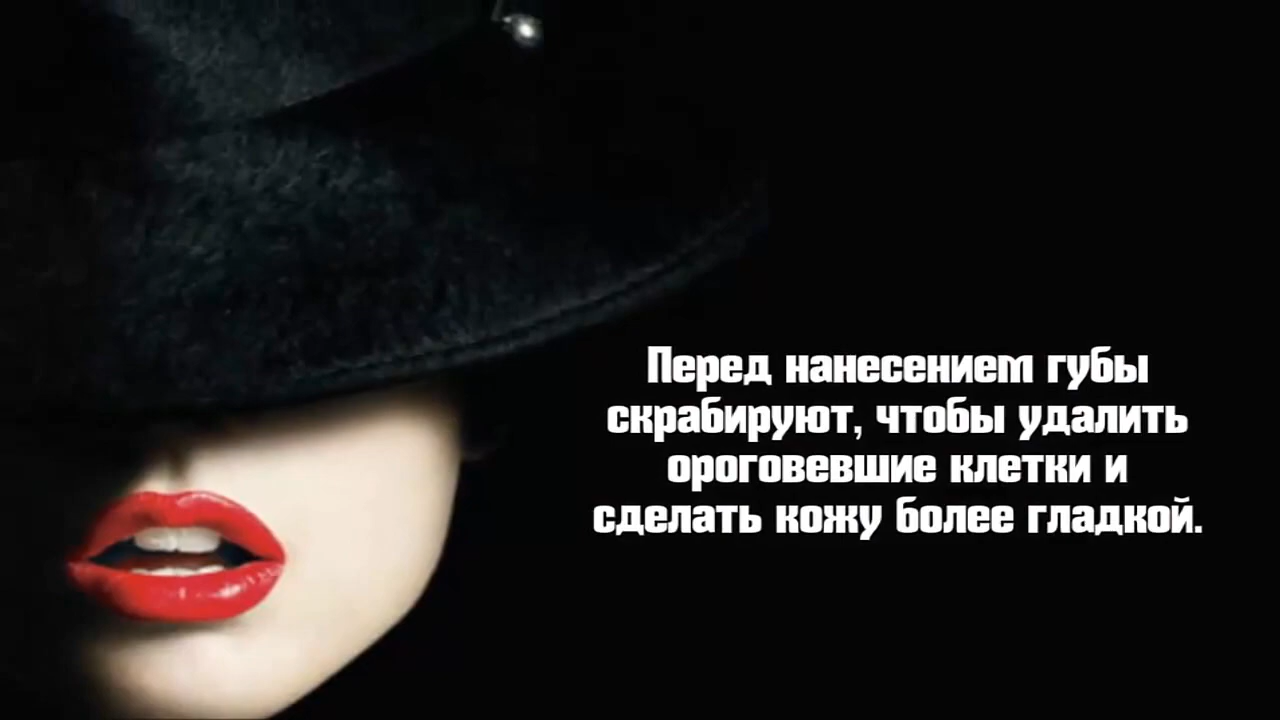 Перед нанесением губы
скрабируют, чтобы удалить
ороговевшие клетки и
сделать кожу более гладкой.